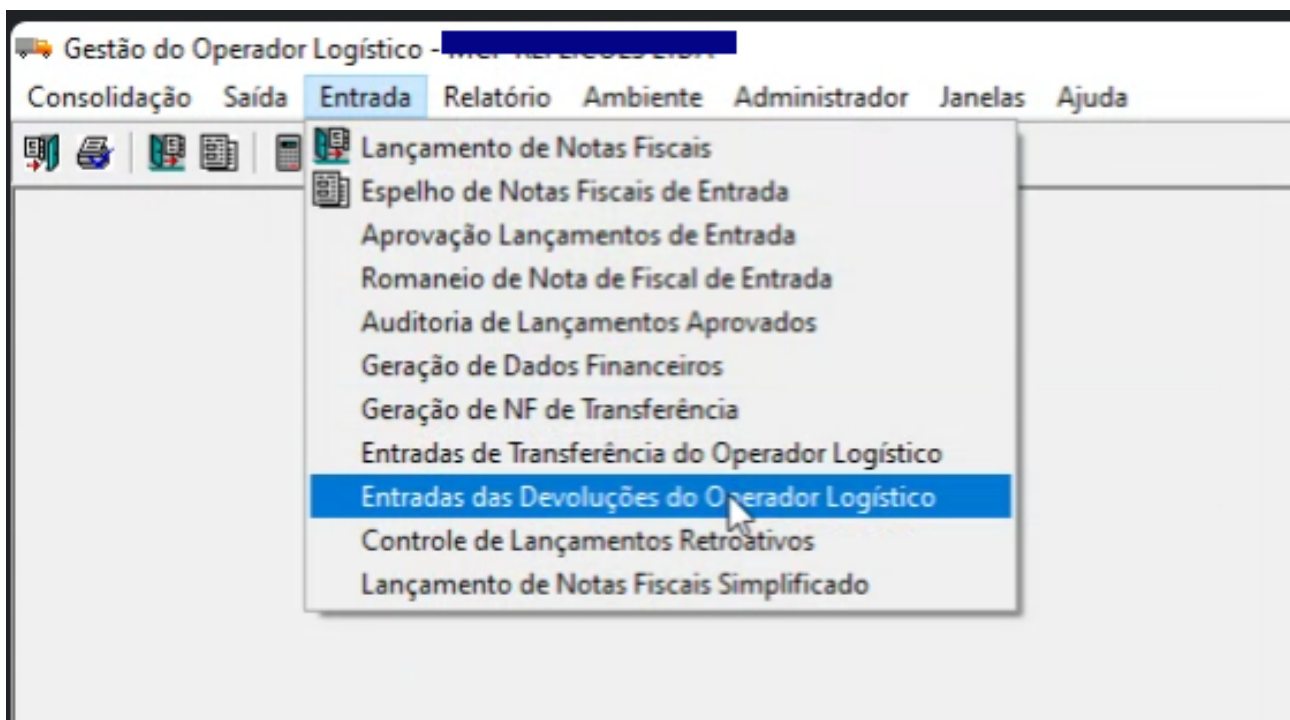 Gestão do Operador Logístico -
Consolidação Saída Entrada Relatório Ambiente Administrador Janelas Ajuda
Lançamento de Notas Fiscais
Espelho de Notas Fiscais de Entrada
Aprovação Lançamentos de Entrada
Romaneio de Nota de Fiscal de Entrada
Auditoria de Lançamentos Aprovados
Geração de Dados Financeiros
Geração de NF de Transferência
Entradas de Transferência do Operador Logístico
Entradas das Devoluções do Operador Logístico
Controle de Lançamentos Retroativos
Lançamento de Notas Fiscais Simplificado